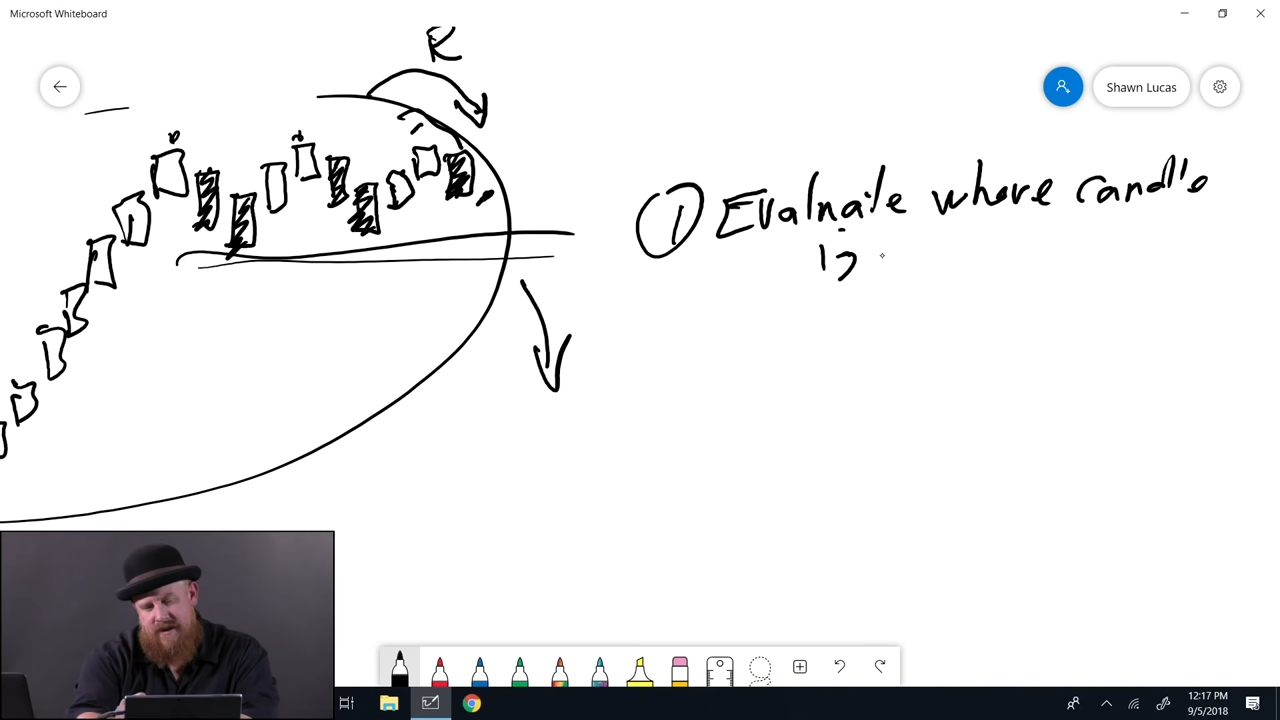 Microsoft Whiteboard
R
Shawn Lucas
① Evaluate where candle
is
12:17 PM
9/5/2018